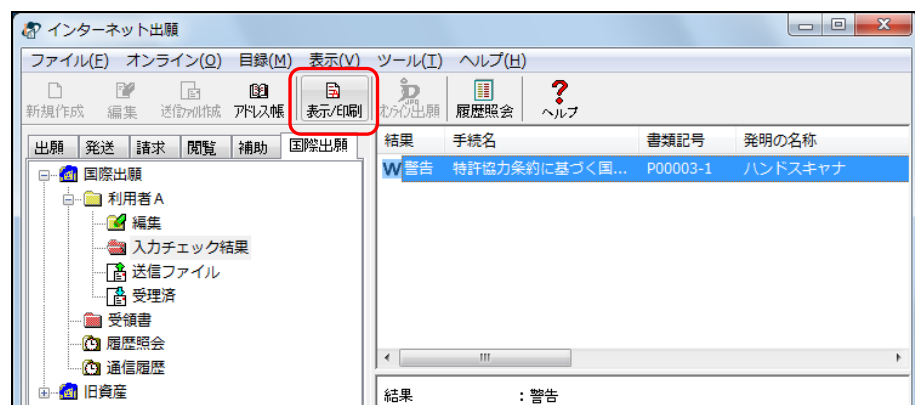 インターネット出願
ファイル(F) オンライン(O) 目録(M) 表示(V) ツール(T) ヘルプ(H)
新規作成 編集 送信ファイル作成 アドレス帳 表示/印刷 オンライン出願 履歴照会 ヘルプ
出願 発送 請求 閲覧 補助 国際出願
結果 手続名 書類記号 発明の名称
W 警告 特許協力条約に基づく国... P00003-1 ハンドスキャナ
国際出願
利用者A
編集
入力チェック結果
送信ファイル
受理済
受領書
履歴照会
通信履歴
旧資産
結果 : 警告